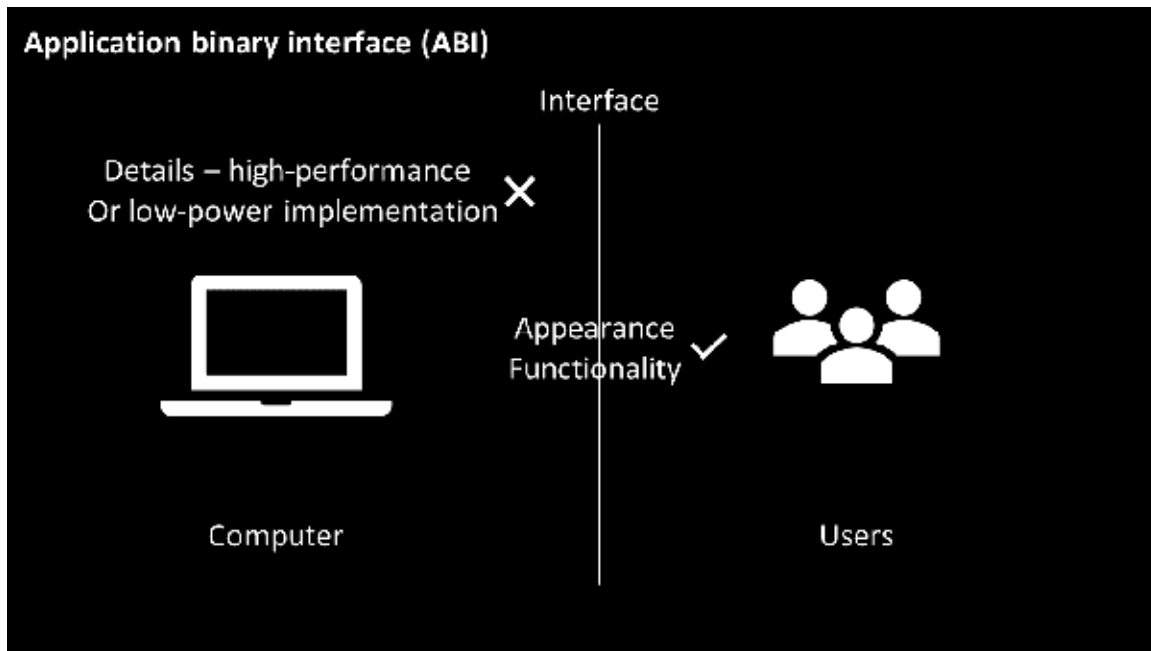 Application binary interface (ABI)
Interface
Details – high-performance
Or low-power implementation
Appearance
Functionality
Computer
Users